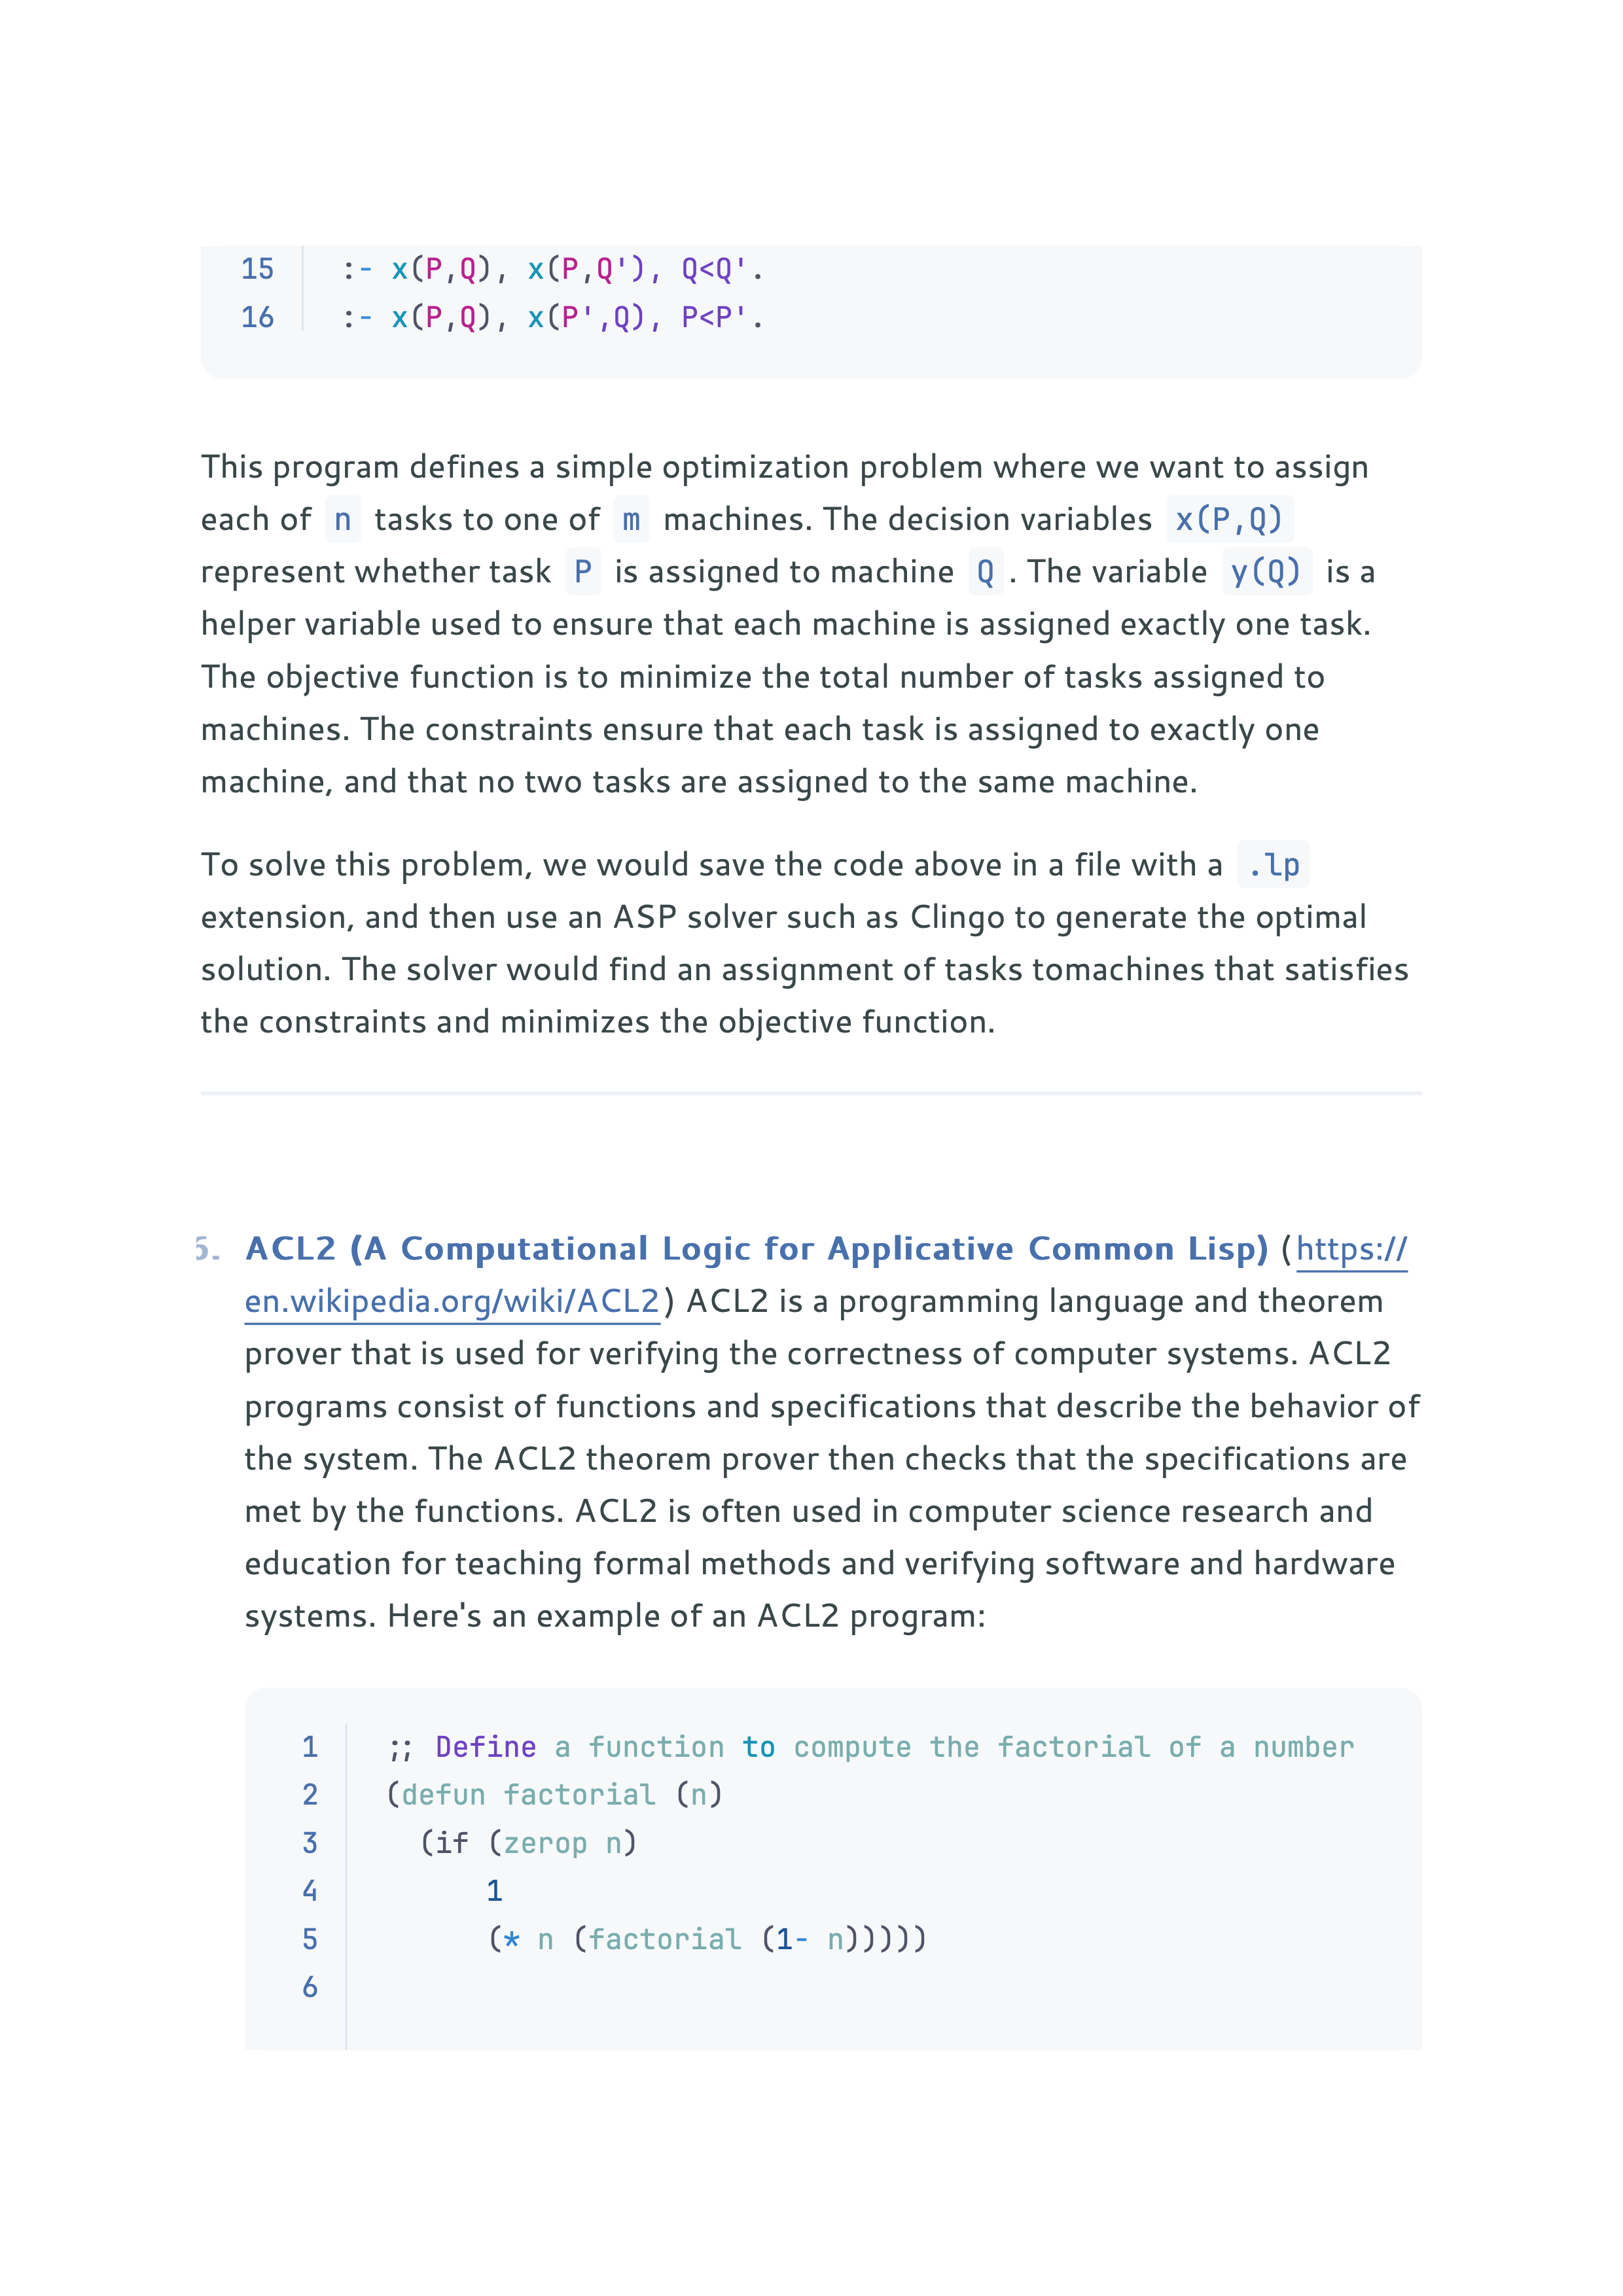 15 :- x(P,Q), x(P,Q'), Q<Q'.
16 :- x(P,Q), x(P',Q), P<P'.
This program defines a simple optimization problem where we want to assign
each of n tasks to one of m machines. The decision variables x(P,Q)
represent whether task P is assigned to machine Q . The variable y(Q) is a
helper variable used to ensure that each machine is assigned exactly one task.
The objective function is to minimize the total number of tasks assigned to
machines. The constraints ensure that each task is assigned to exactly one
machine, and that no two tasks are assigned to the same machine.
To solve this problem, we would save the code above in a file with a .lp
extension, and then use an ASP solver such as Clingo to generate the optimal
solution. The solver would find an assignment of tasks tomachines that satisfies
the constraints and minimizes the objective function.
5. ACL2 (A Computational Logic for Applicative Common Lisp) (https://
en.wikipedia.org/wiki/ACL2) ACL2 is a programming language and theorem
prover that is used for verifying the correctness of computer systems. ACL2
programs consist of functions and specifications that describe the behavior of
the system. The ACL2 theorem prover then checks that the specifications are
met by the functions. ACL2 is often used in computer science research and
education for teaching formal methods and verifying software and hardware
systems. Here's an example of an ACL2 program:
1 ;; Define a function to compute the factorial of a number
2 (defun factorial (n)
3 (if (zerop n)
4 1
5 (* n (factorial (1- n)))))
6